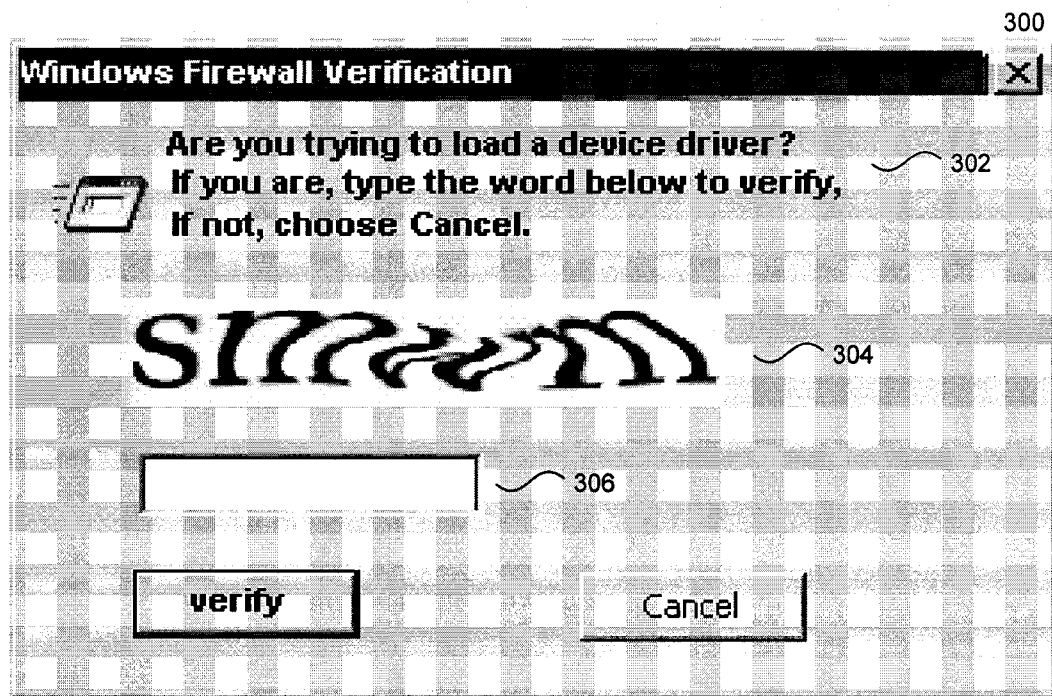 300
Windows Firewall Verification
Are you trying to load a device driver?
302
If you are, type the word below to verify,
If not, choose Cancel.
304
306
verify
Cancel